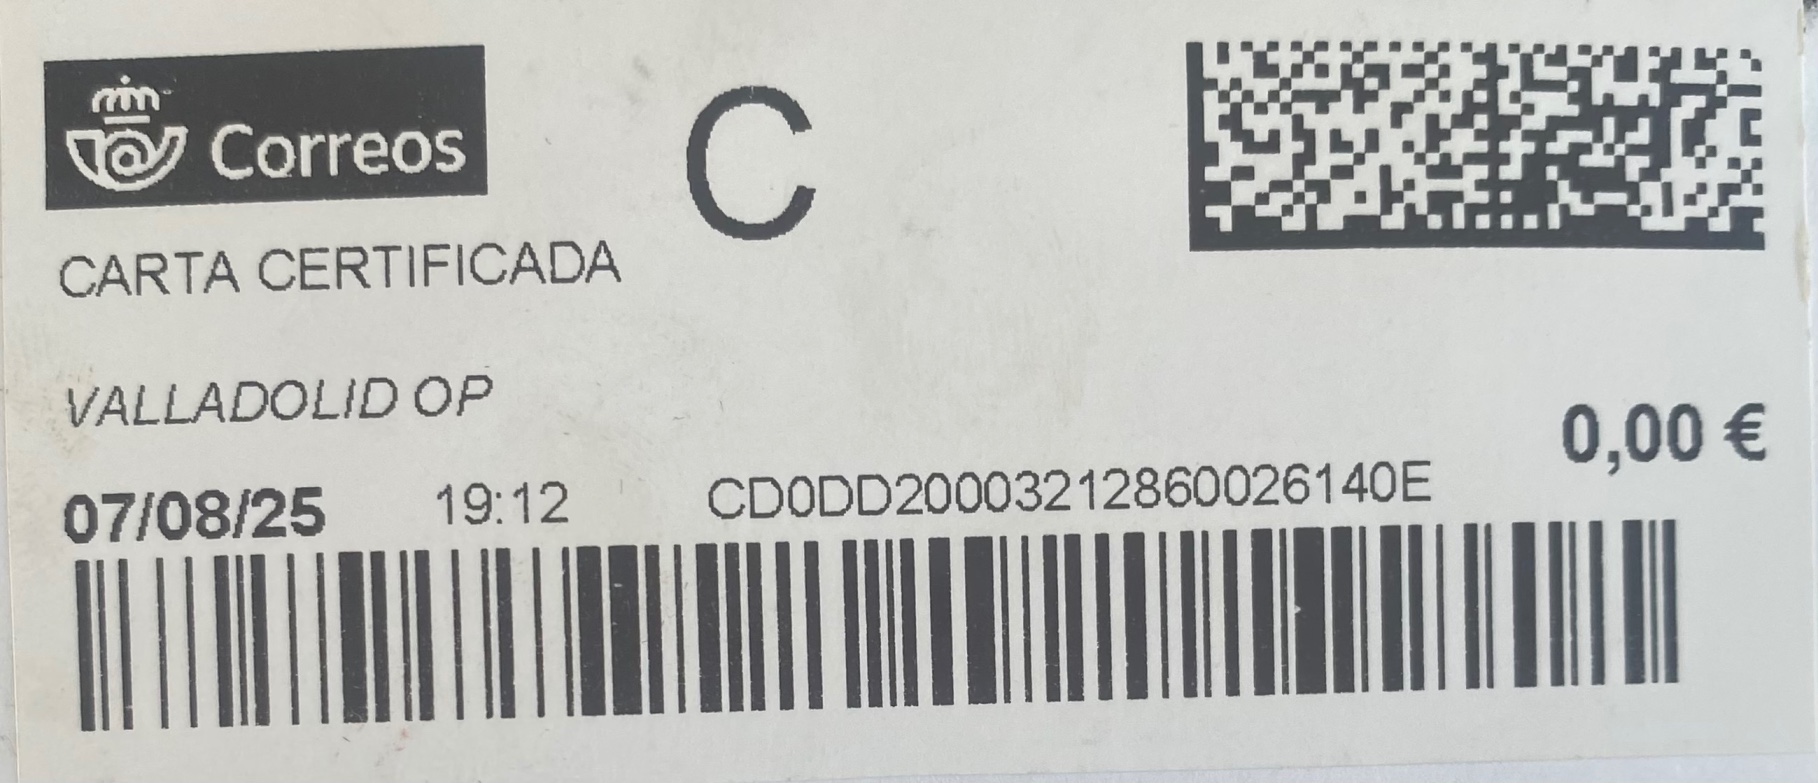 Correos
C
CARTA CERTIFICADA
VALLADOLID OP
0,00 €
07/08/25 19:12 CD0DD20003212860026140E